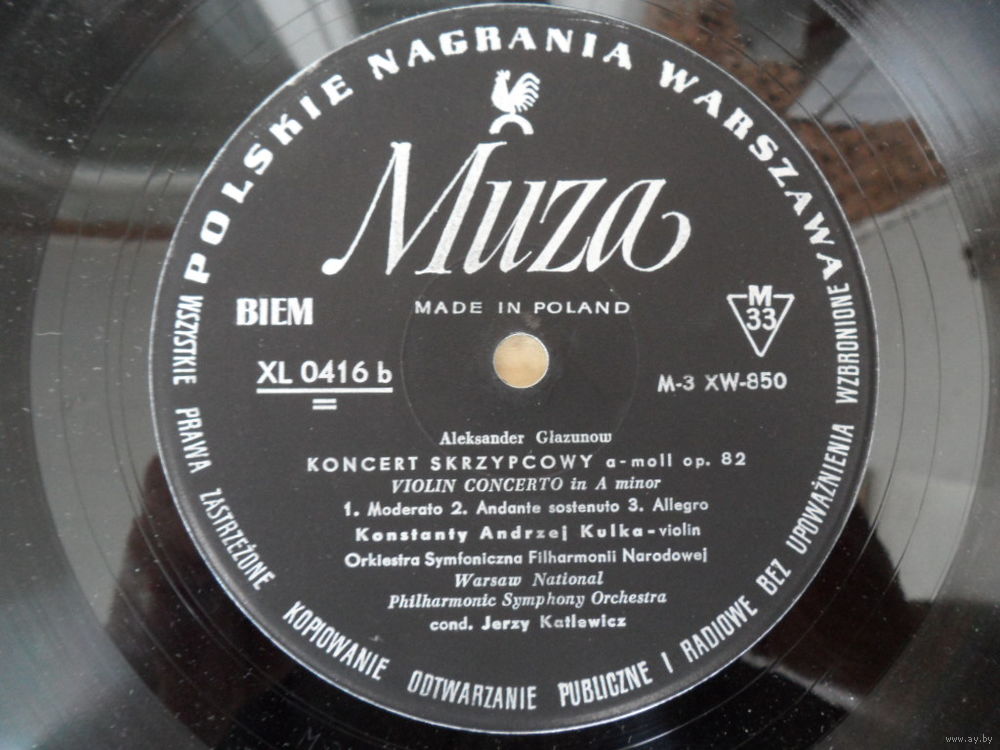 POLSKIE NAGRANIA WARSZAWA
Muza
MADE IN POLAND
BIEM
M
33
XL 0416 b
M-3 XW-850
Aleksander Głazunow
KONCERT SKRZYPCOWY a-moll op. 82
VIOLIN CONCERTO in A minor
1. Moderato 2. Andante sostenuto 3. Allegro
Konstanty Andrzej Kulka-violin
Orkiestra Symfoniczna Filharmonii Narodowej
Warsaw National
Philharmonic Symphony Orchestra
cond. Jerzy Katlewicz
WSZYSTKIE PRAWA ZASTRZEŻONE KOPIOWANIE ODTWARZANIE PUBLICZNE I RADIOWE BEZ UPOWAŻNIENIA WZBRONIONE
www.ay.by